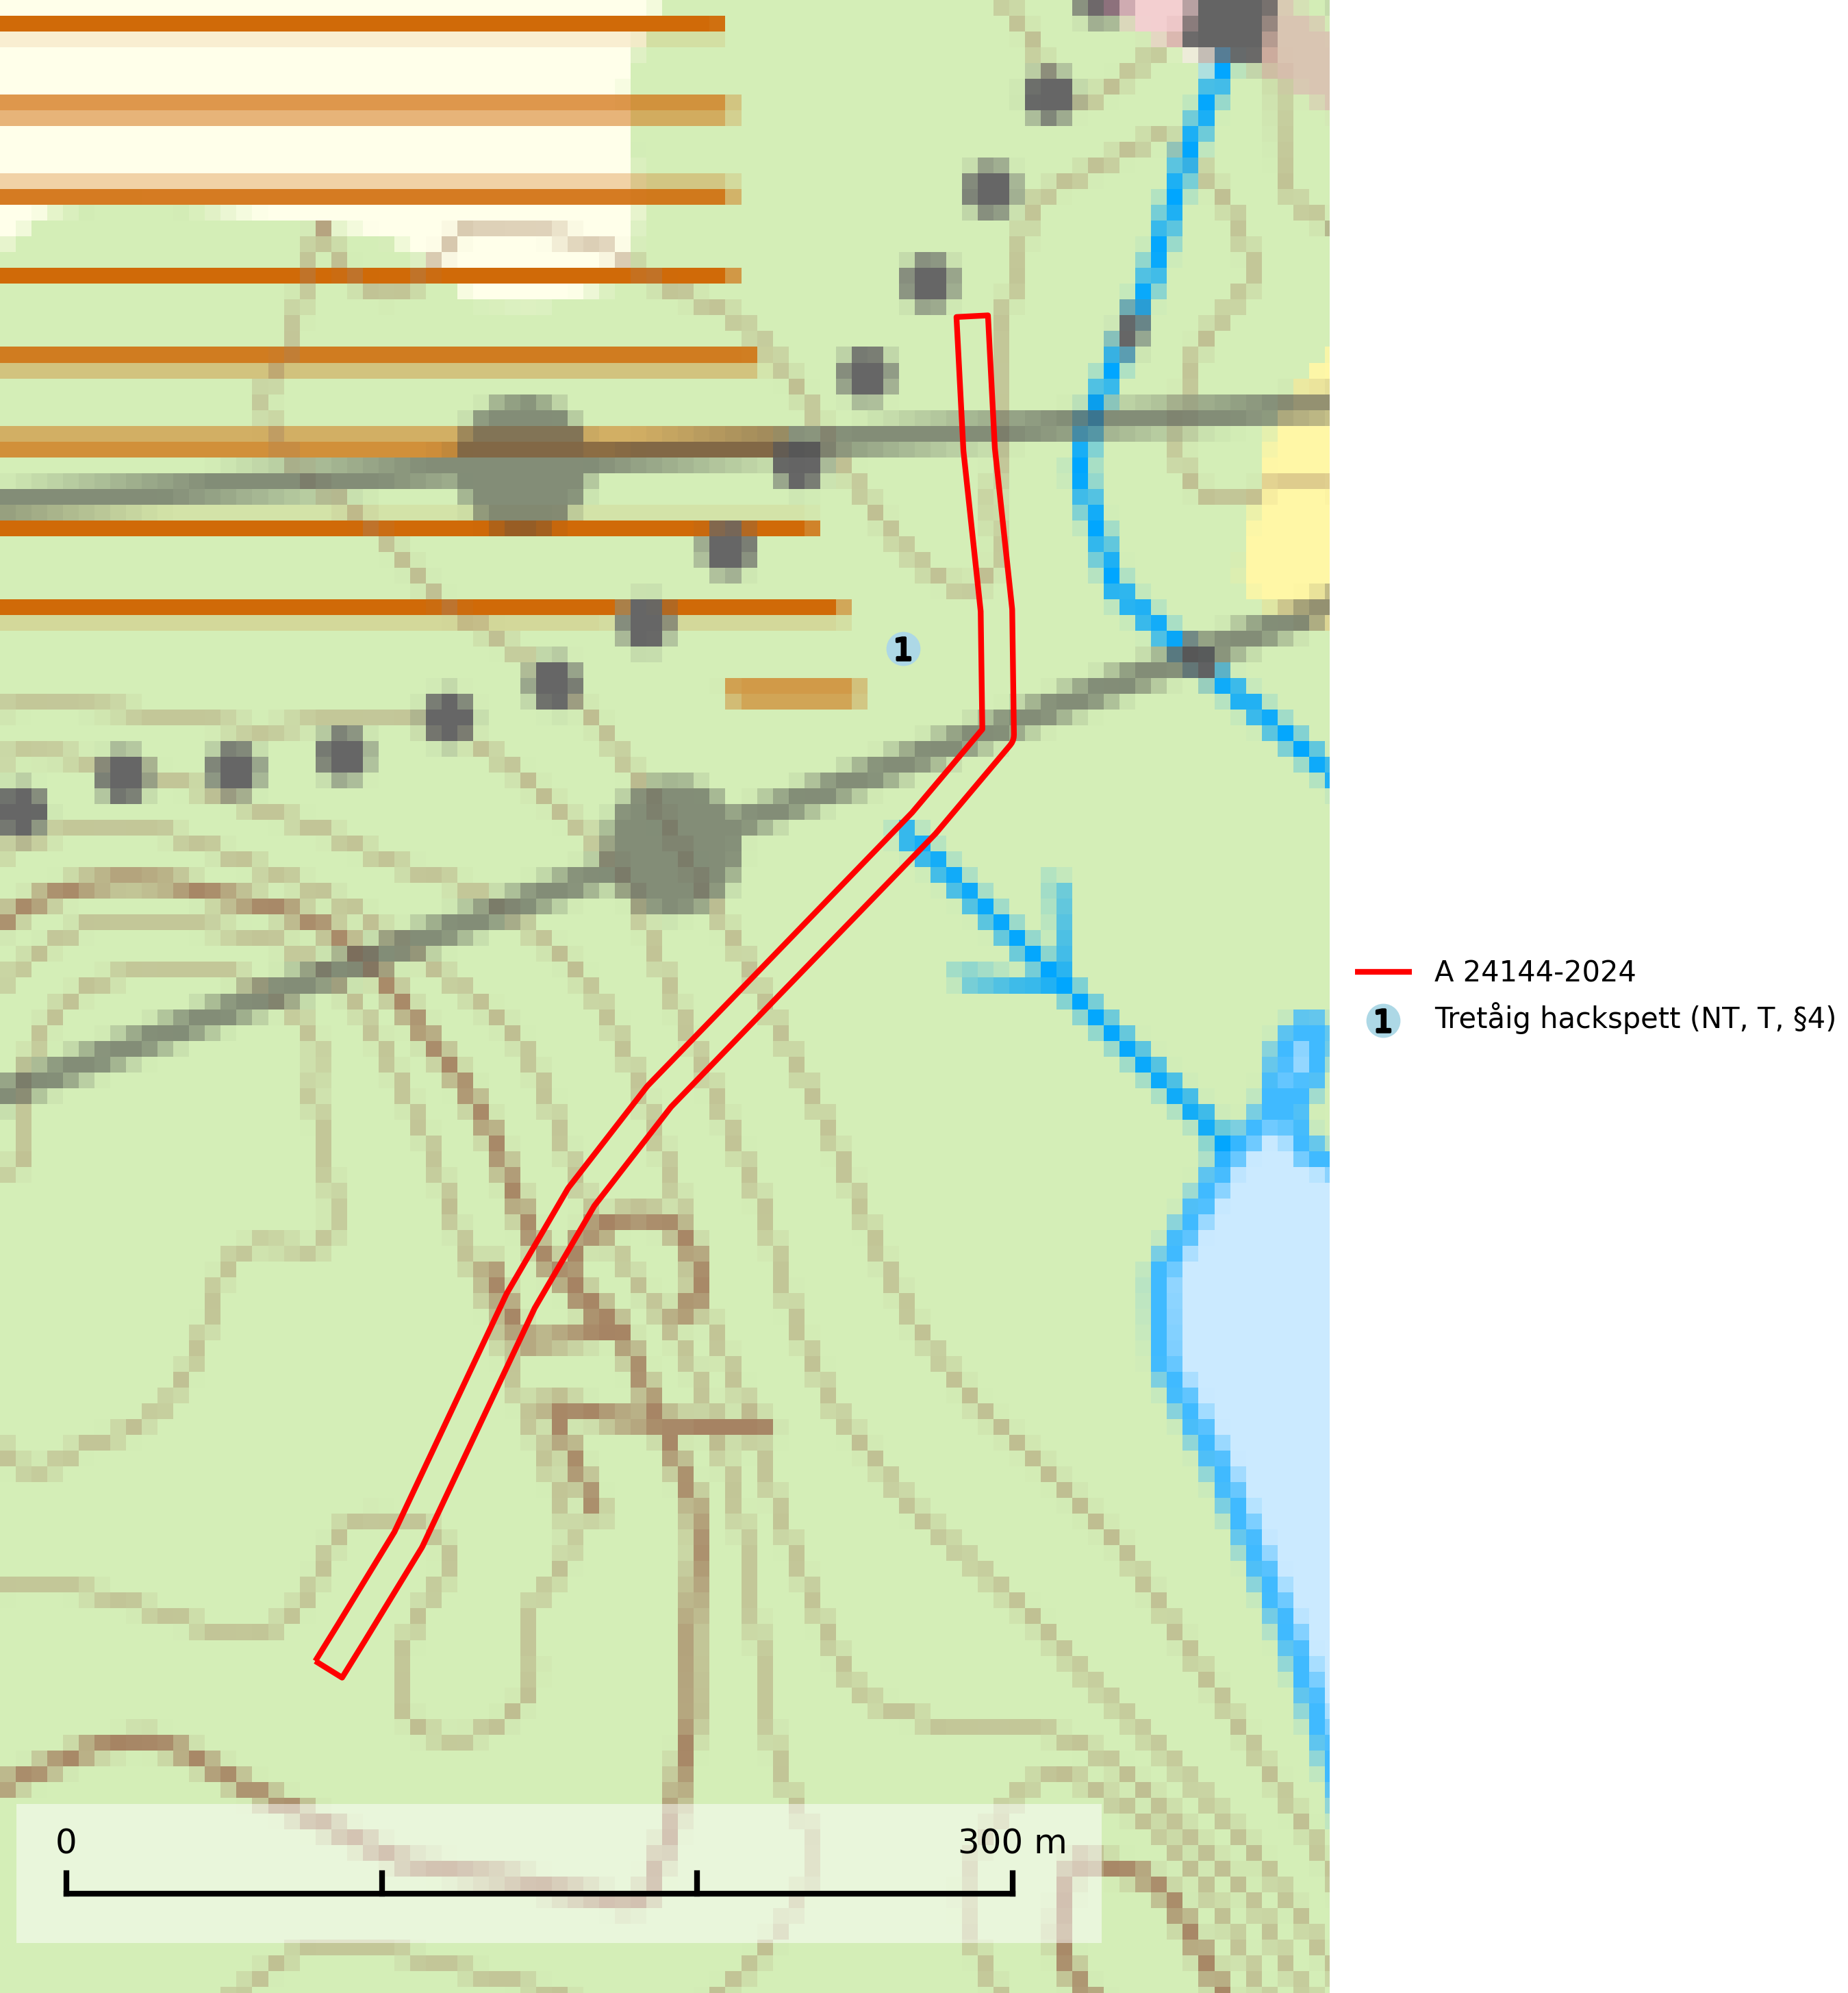 1
A 24144-2024
1 Tretåig hackspett (NT, T, §4)
0 300 m